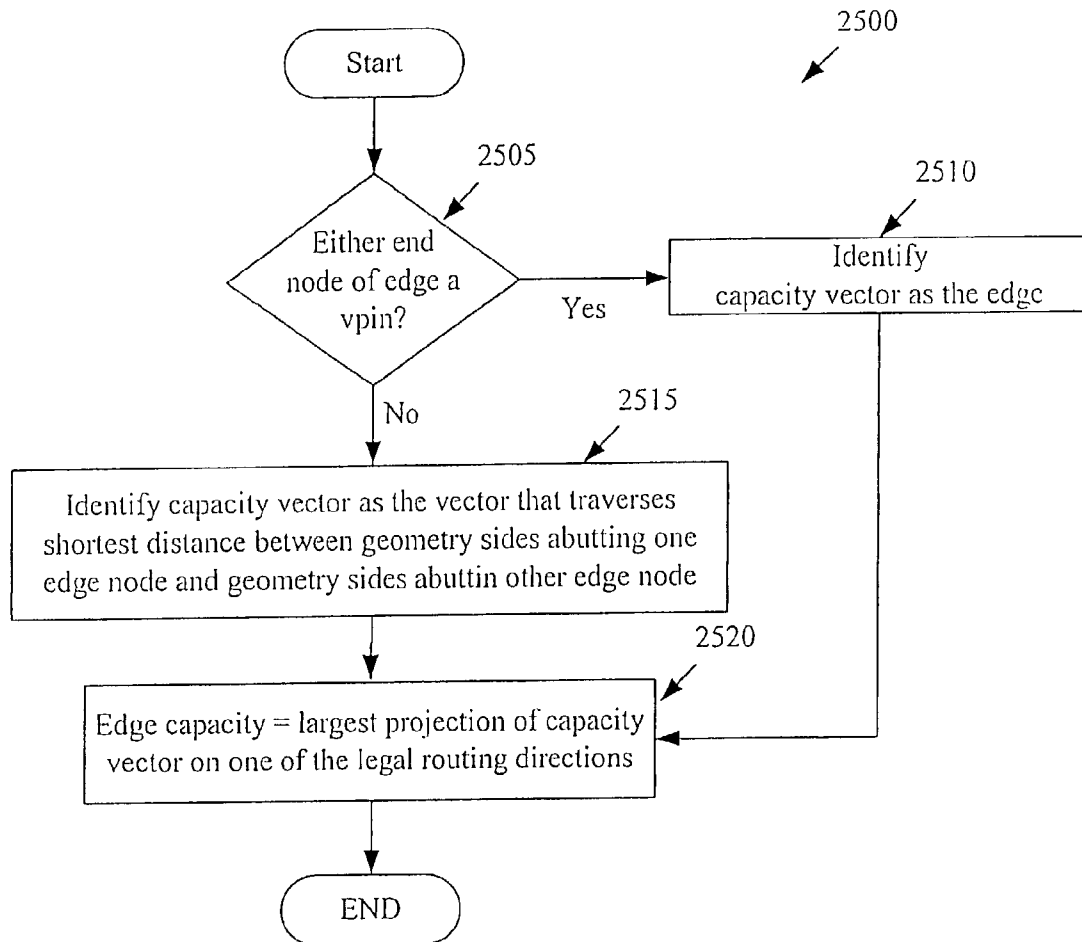 2500
Start
2505
Either end
node of edge a
vpin?
2510
Identify
capacity vector as the edge
Yes
No
2515
Identify capacity vector as the vector that traverses
shortest distance between geometry sides abutting one
edge node and geometry sides abuttin other edge node
2520
Edge capacity = largest projection of capacity
vector on one of the legal routing directions
END